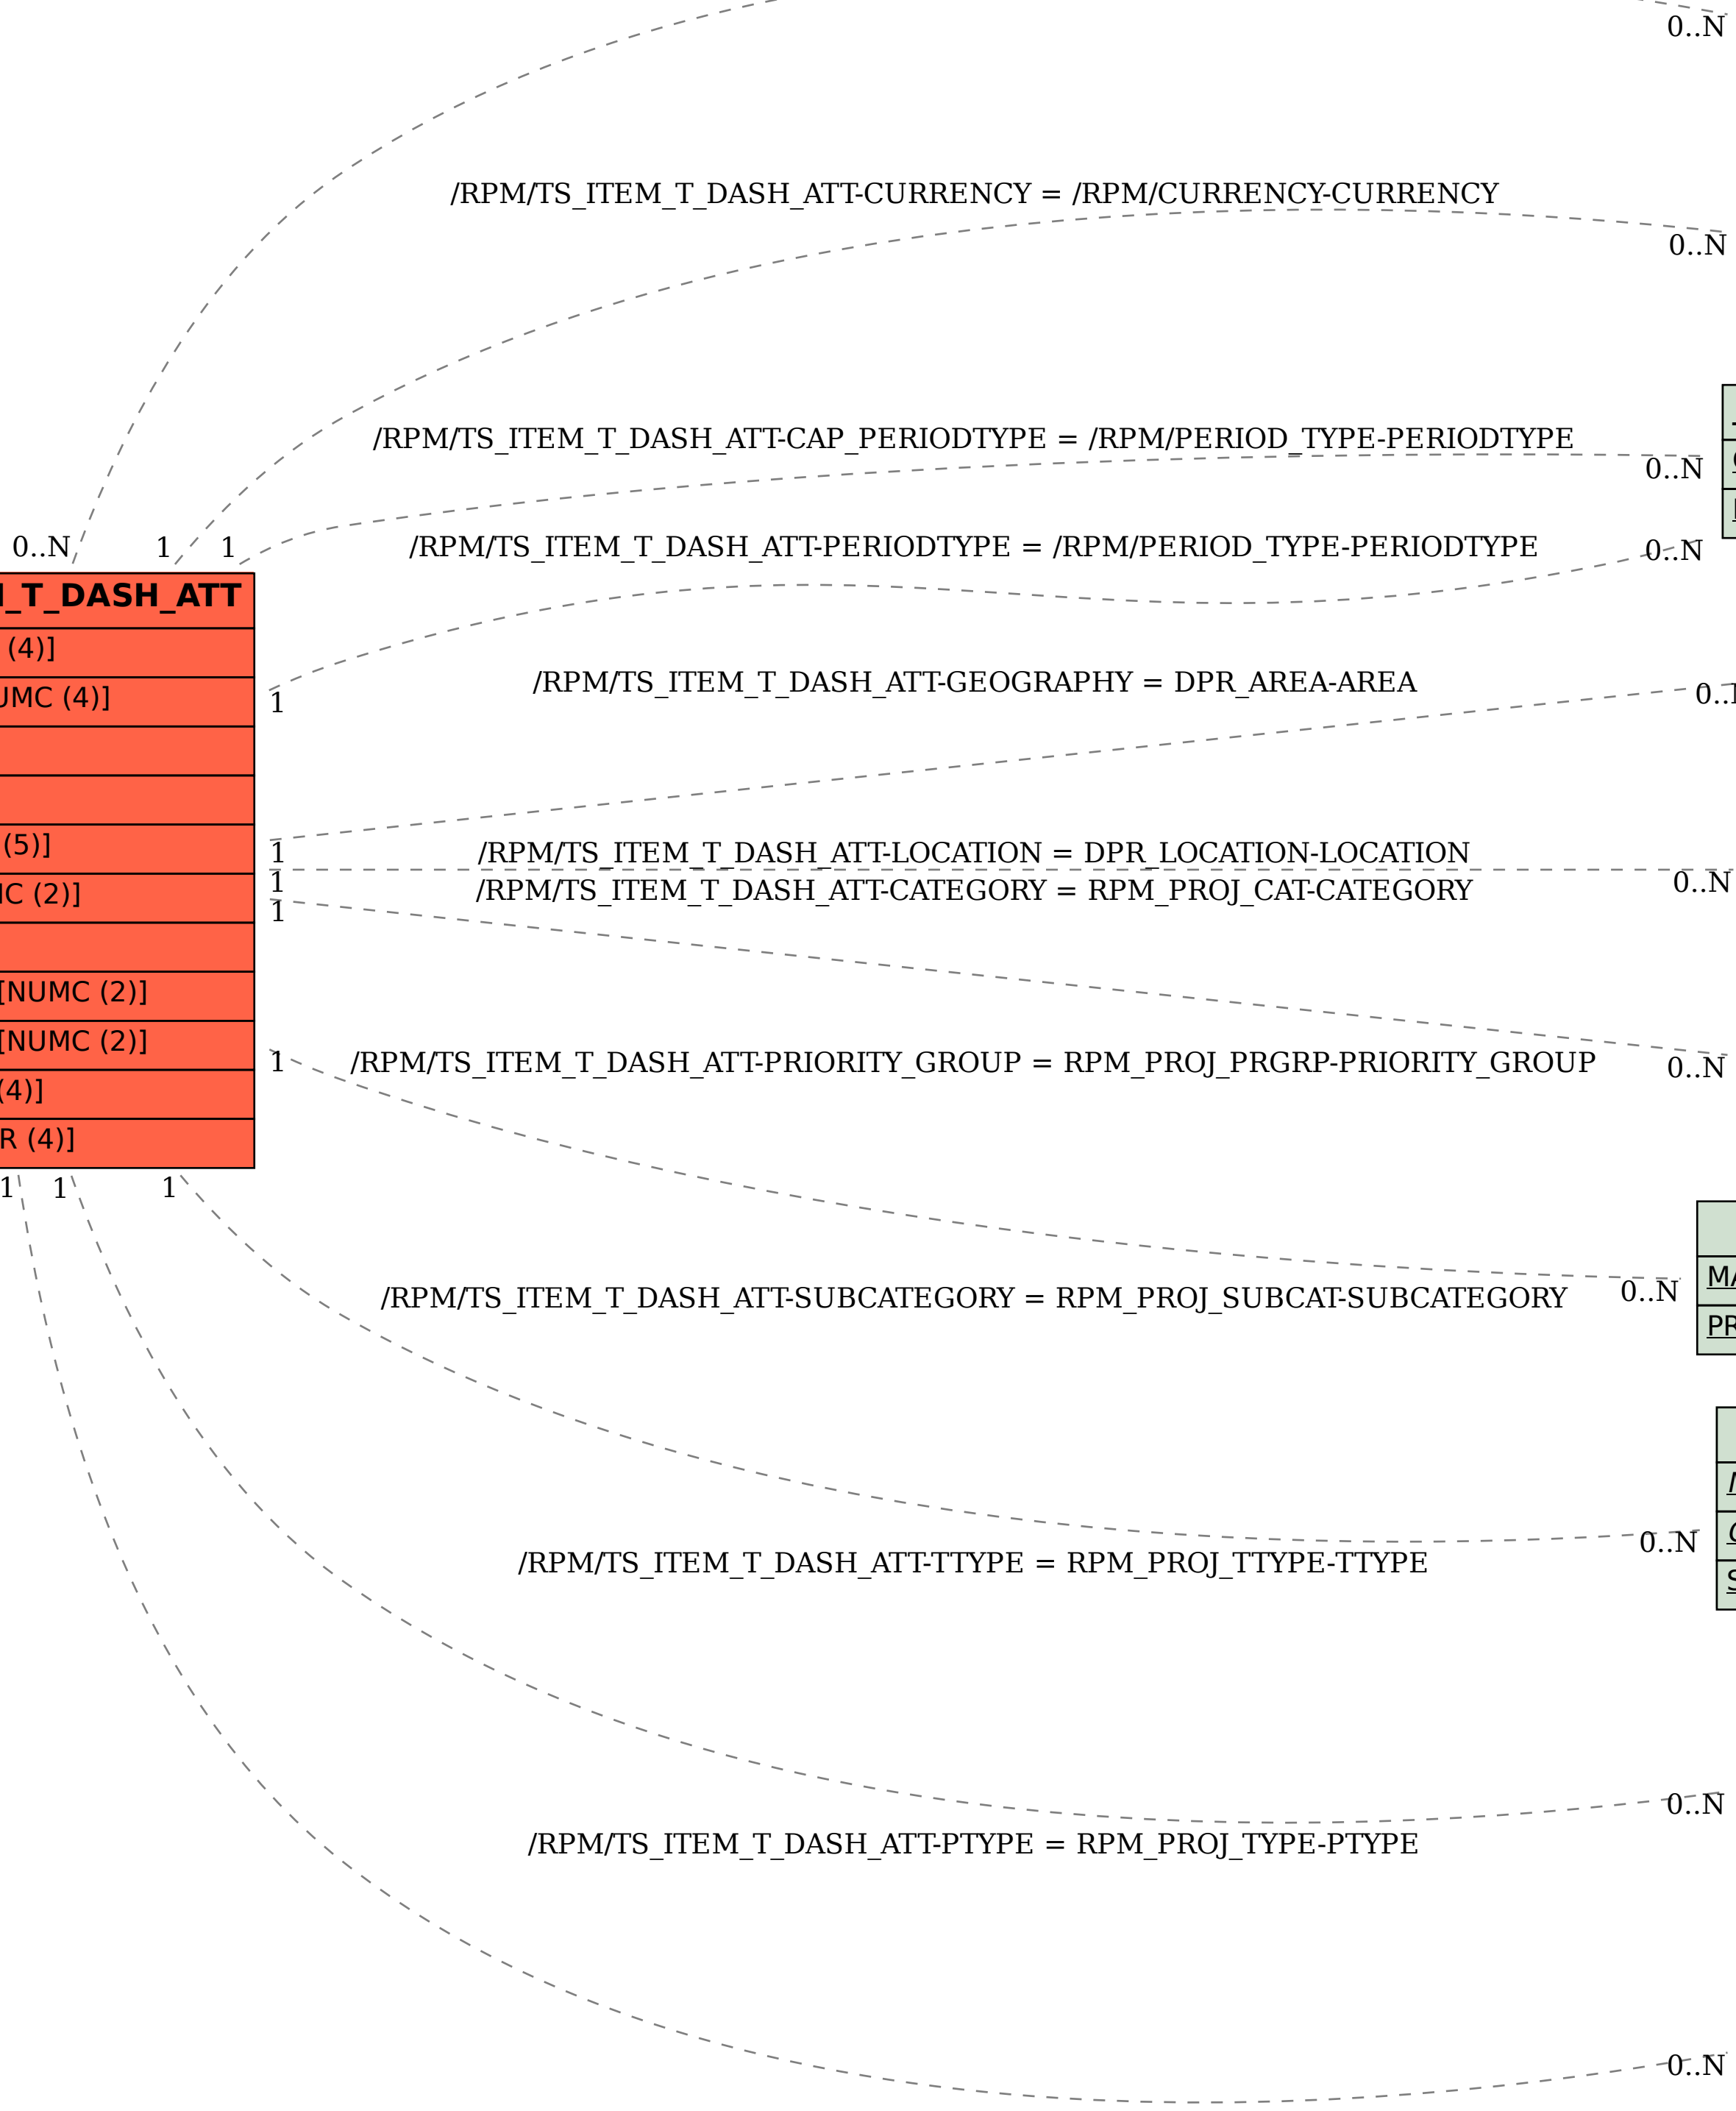 0..N
/RPM/TS_ITEM_T_DASH_ATT-CURRENCY = /RPM/CURRENCY-CURRENCY
0..N
/RPM/TS_ITEM_T_DASH_ATT-CAP_PERIODTYPE = /RPM/PERIOD_TYPE-PERIODTYPE
0..N
0..N 1 1
/RPM/TS_ITEM_T_DASH_ATT-PERIODTYPE = /RPM/PERIOD_TYPE-PERIODTYPE
0..N
_T_DASH_ATT
(4)]
UMC (4)]
1
/RPM/TS_ITEM_T_DASH_ATT-GEOGRAPHY = DPR_AREA-AREA
0..
(5)]
1
/RPM/TS_ITEM_T_DASH_ATT-LOCATION = DPR_LOCATION-LOCATION
1
0..N
C (2)]
/RPM/TS_ITEM_T_DASH_ATT-CATEGORY = RPM_PROJ_CAT-CATEGORY
1
[NUMC (2)]
[NUMC (2)]
1
/RPM/TS_ITEM_T_DASH_ATT-PRIORITY_GROUP = RPM_PROJ_PRGRP-PRIORITY_GROUP
0..N
(4)]
R (4)]
1 1 1
MA
0..N
/RPM/TS_ITEM_T_DASH_ATT-SUBCATEGORY = RPM_PROJ_SUBCAT-SUBCATEGORY
PR
0..N
/RPM/TS_ITEM_T_DASH_ATT-TTYPE = RPM_PROJ_TTYPE-TTYPE
0..N
/RPM/TS_ITEM_T_DASH_ATT-PTYPE = RPM_PROJ_TYPE-PTYPE
0..N